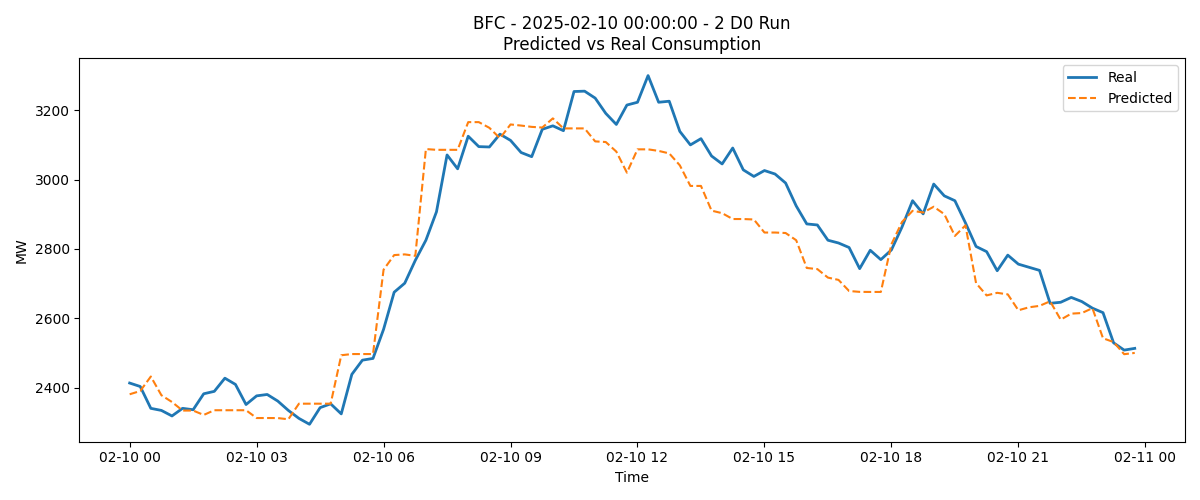 BFC - 2025-02-10 00:00:00 - 2 D0 Run
Predicted vs Real Consumption
Real
Predicted
MW
3200
3000
2800
2600
2400
02-10 00
02-10 03
02-10 06
02-10 09
02-10 12
02-10 15
02-10 18
02-10 21
02-11 00
Time